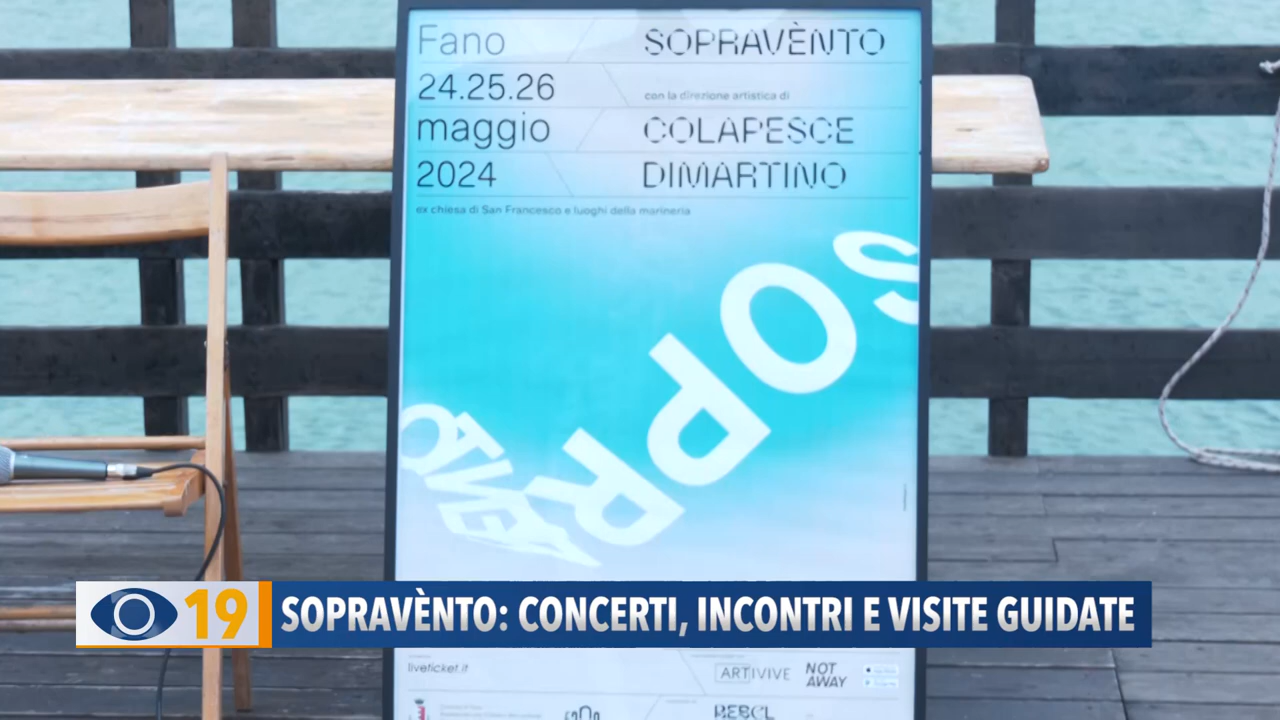 Fano
24.25.26
maggio
2024
SOPRAVÈNTO
con la direzione artistica di
COLAPESCE
DIMARTINO
ex chiesa di San Francesco e luoghi della marineria
SOPRAVENTO
19 SOPRAVÈNTO: CONCERTI, INCONTRI E VISITE GUIDATE
liveticket.it
ARTIVIVE
NOT
AWAY
REBEL